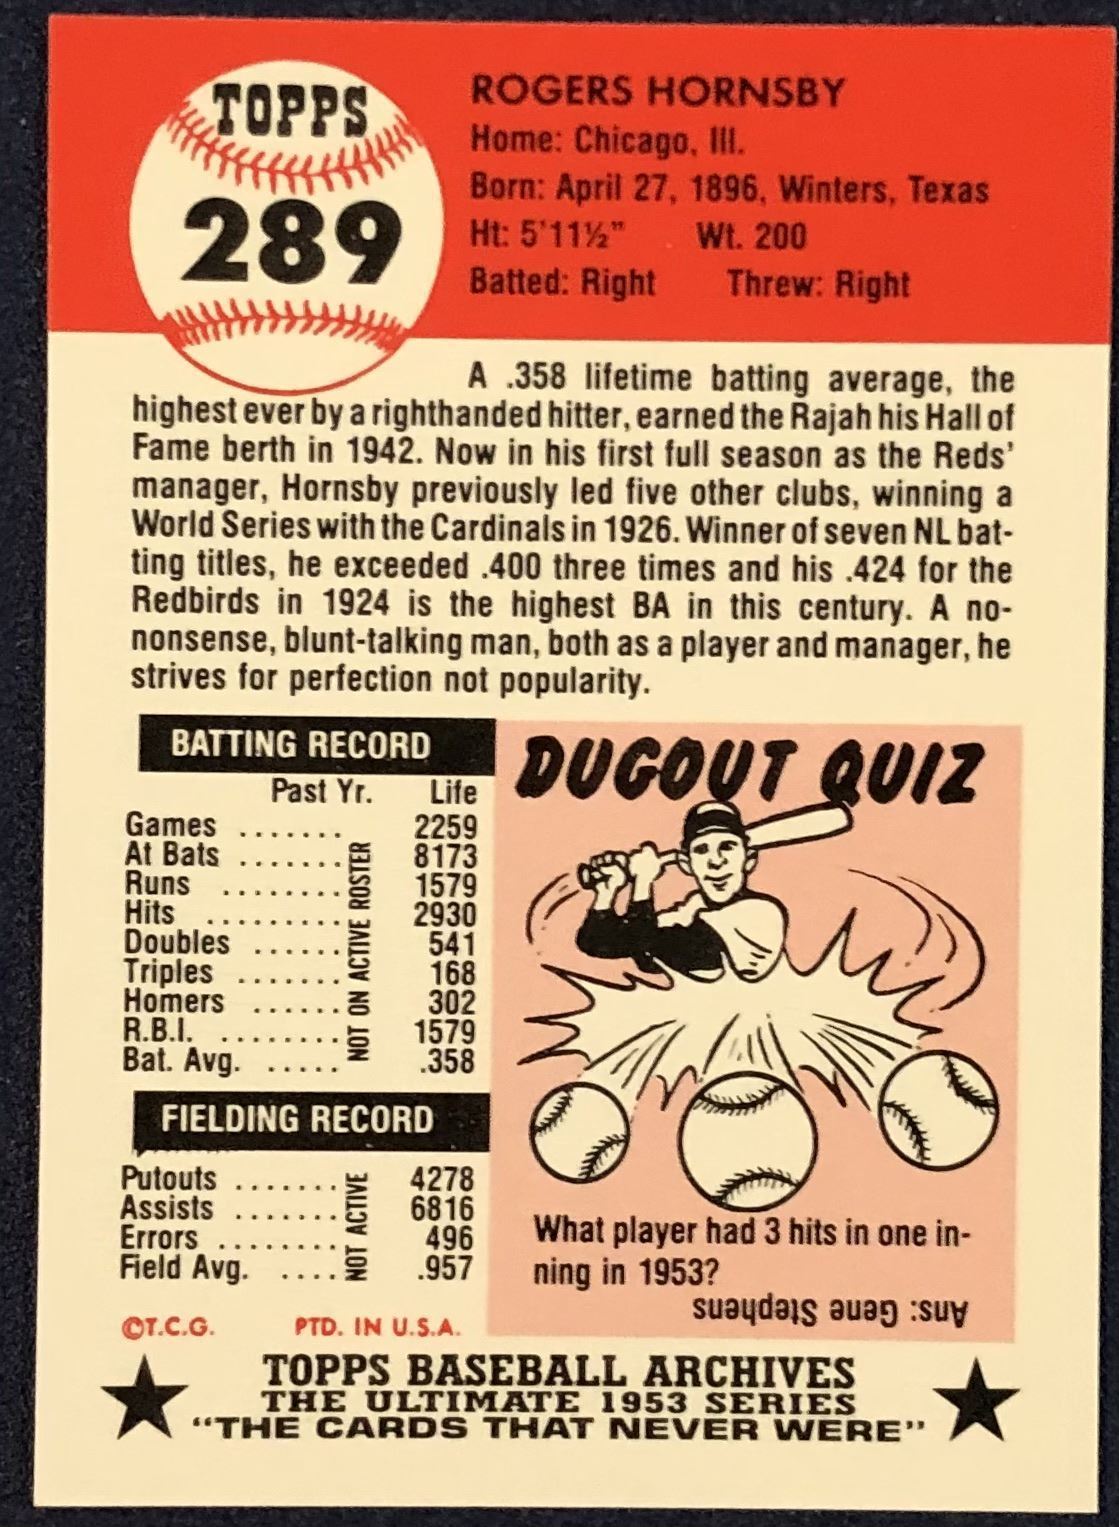 TOPPS
289
ROGERS HORNSBY
Home: Chicago, Ill.
Born: April 27, 1896, Winters, Texas
Ht: 5'11½" Wt. 200
Batted: Right Threw: Right
A .358 lifetime batting average, the
highest ever by a righthanded hitter, earned the Rajah his Hall of
Fame berth in 1942. Now in his first full season as the Reds'
manager, Hornsby previously led five other clubs, winning a
World Series with the Cardinals in 1926. Winner of seven NL bat-
ting titles, he exceeded .400 three times and his .424 for the
Redbirds in 1924 is the highest BA in this century. A no-
nonsense, blunt-talking man, both as a player and manager, he
strives for perfection not popularity.
BATTING RECORD
Past Yr. Life
Games ....... 2259
At Bats ....... 8173
Runs ........ 1579
Hits ......... 2930
Doubles ...... 541
Triples ....... 168
Homers ...... 302
R.B.I. ........ 1579
Bat. Avg. ..... .358
NOT ON ACTIVE ROSTER
FIELDING RECORD
Putouts ....... 4278
Assists ....... 6816
Errors ........ 496
Field Avg. .... .957
NOT ACTIVE
DUGOUT QUIZ
What player had 3 hits in one in-
ning in 1953?
Ans: Gene Stephens
©T.C.G. PTD. IN U.S.A.
TOPPS BASEBALL ARCHIVES
THE ULTIMATE 1953 SERIES
"THE CARDS THAT NEVER WERE"